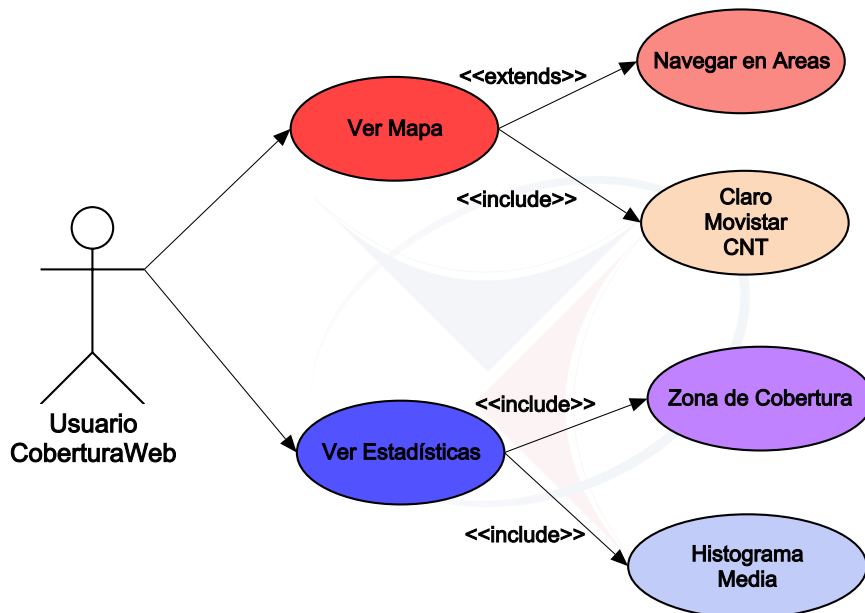 Navegar en Areas
<<extends>>
Ver Mapa
<<include>>
Claro
Movistar
CNT
Usuario
CoberturaWeb
Ver Estadísticas
<<include>>
Zona de Cobertura
<<include>>
Histograma
Media